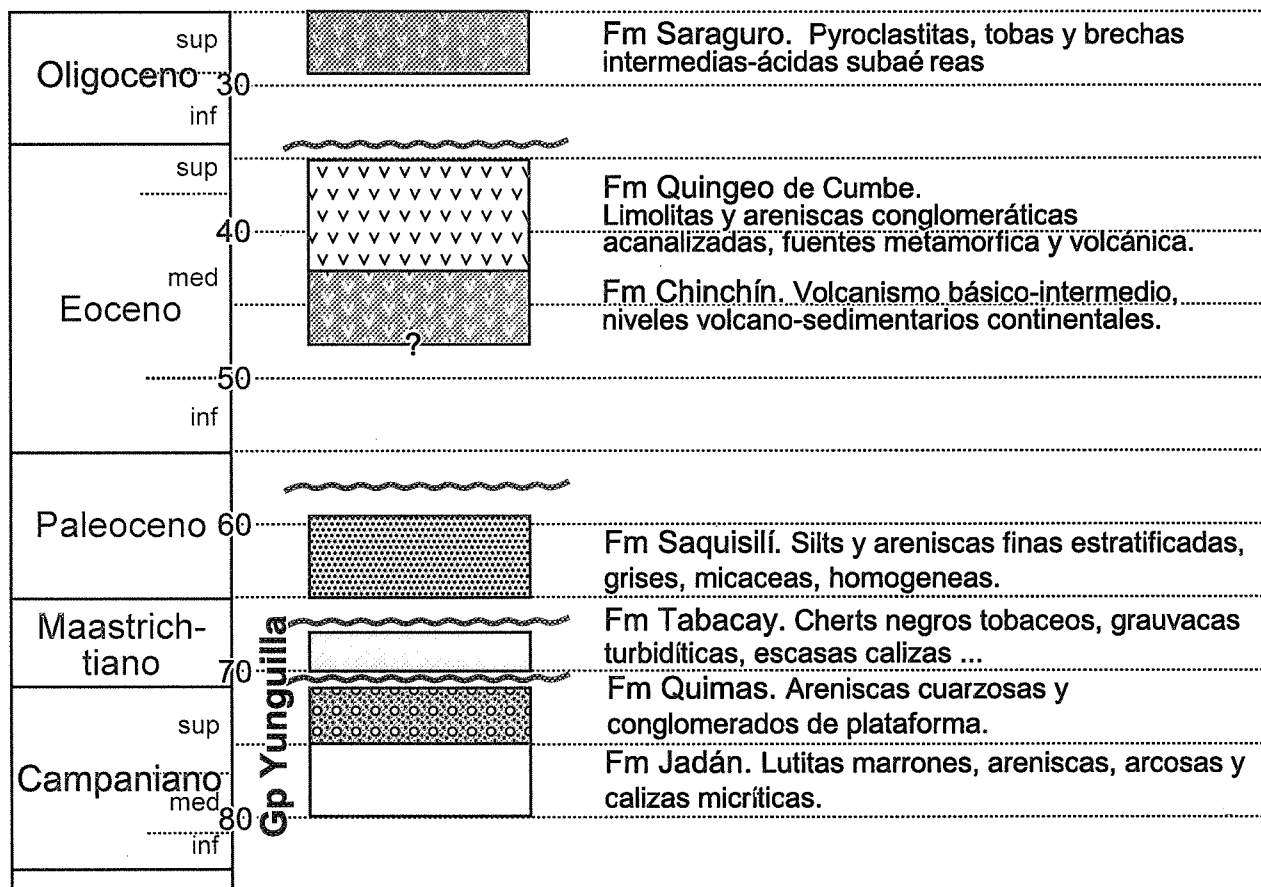 sup
Fm Saraguro. Pyroclastitas, tobas y brechas
intermedias-ácidas subaé reas
Oligoceno
30
inf
sup
Fm Quingeo de Cumbe.
Limolitas y areniscas conglomeráticas
acanalizadas, fuentes metamorfica y volcánica.
40
med
Eoceno
Fm Chinchín. Volcanismo básico-intermedio,
niveles volcano-sedimentarios continentales.
?
50
inf
Paleoceno
60
Fm Saquisilí. Silts y areniscas finas estratificadas,
grises, micaceas, homogeneas.
Maastrich-
tiano
Fm Tabacay. Cherts negros tobaceos, grauvacas
turbidíticas, escasas calizas ...
70
Gp Yunguilla
Fm Quimas. Areniscas cuarzosas y
conglomerados de plataforma.
sup
Campaniano
Fm Jadán. Lutitas marrones, areniscas, arcosas y
calizas micríticas.
med
80
inf